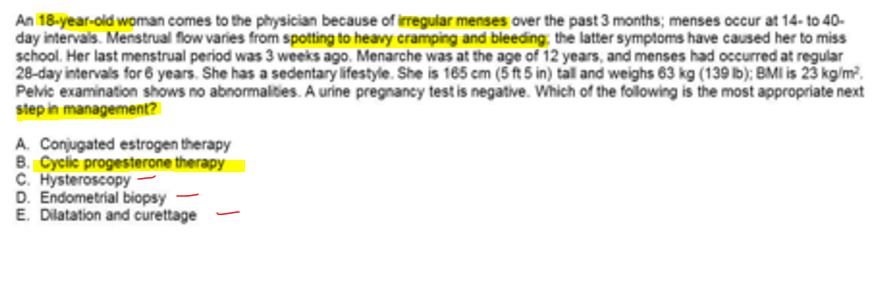 An 18-year-old woman comes to the physician because of irregular menses over the past 3 months; menses occur at 14- to 40-
day intervals. Menstrual flow varies from spotting to heavy cramping and bleeding; the latter symptoms have caused her to miss
school. Her last menstrual period was 3 weeks ago. Menarche was at the age of 12 years, and menses had occurred at regular
28-day intervals for 6 years. She has a sedentary lifestyle. She is 165 cm (5 ft 5 in) tall and weighs 63 kg (139 lb); BMI is 23 kg/m².
Pelvic examination shows no abnormalities. A urine pregnancy test is negative. Which of the following is the most appropriate next
step in management?
A. Conjugated estrogen therapy
B. Cyclic progesterone therapy
C. Hysteroscopy
D. Endometrial biopsy
E. Dilatation and curettage